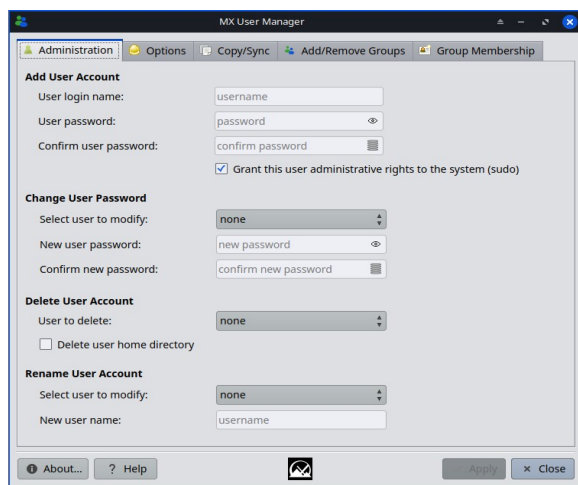 MX User Manager
Administration Options Copy/Sync Add/Remove Groups Group Membership
Add User Account
User login name: username
User password: password
Confirm user password: confirm password
Grant this user administrative rights to the system (sudo)
Change User Password
Select user to modify: none
New user password: new password
Confirm new password: confirm new password
Delete User Account
User to delete: none
Delete user home directory
Rename User Account
Select user to modify: none
New user name: username
About... ? Help Apply Close